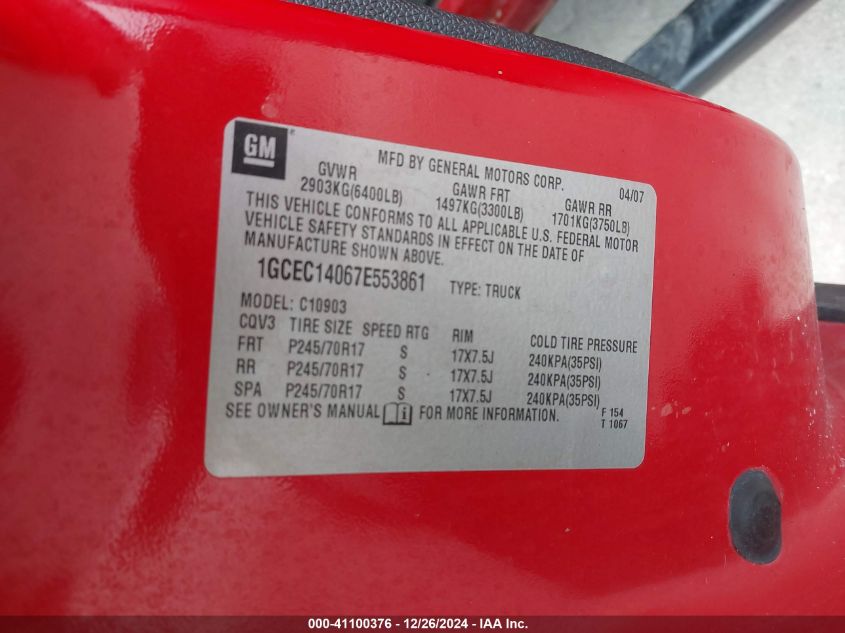 GM
MFD BY GENERAL MOTORS CORP. 04/07
GVWR GAWR FRT GAWR RR
2903KG(6400LB) 1497KG(3300LB) 1701KG(3750LB)
THIS VEHICLE CONFORMS TO ALL APPLICABLE U.S. FEDERAL MOTOR
VEHICLE SAFETY STANDARDS IN EFFECT ON THE DATE OF
MANUFACTURE SHOWN ABOVE.
1GCEC14067E553861 TYPE: TRUCK
MODEL: C10903
CQV3 TIRE SIZE SPEED RTG RIM COLD TIRE PRESSURE
FRT P245/70R17 S 17X7.5J 240KPA(35PSI)
RR P245/70R17 S 17X7.5J 240KPA(35PSI)
SPA P245/70R17 S 17X7.5J 240KPA(35PSI)
SEE OWNER'S MANUAL FOR MORE INFORMATION.
F 154
T 1067
000-41100376 - 12/26/2024 - IAA Inc.